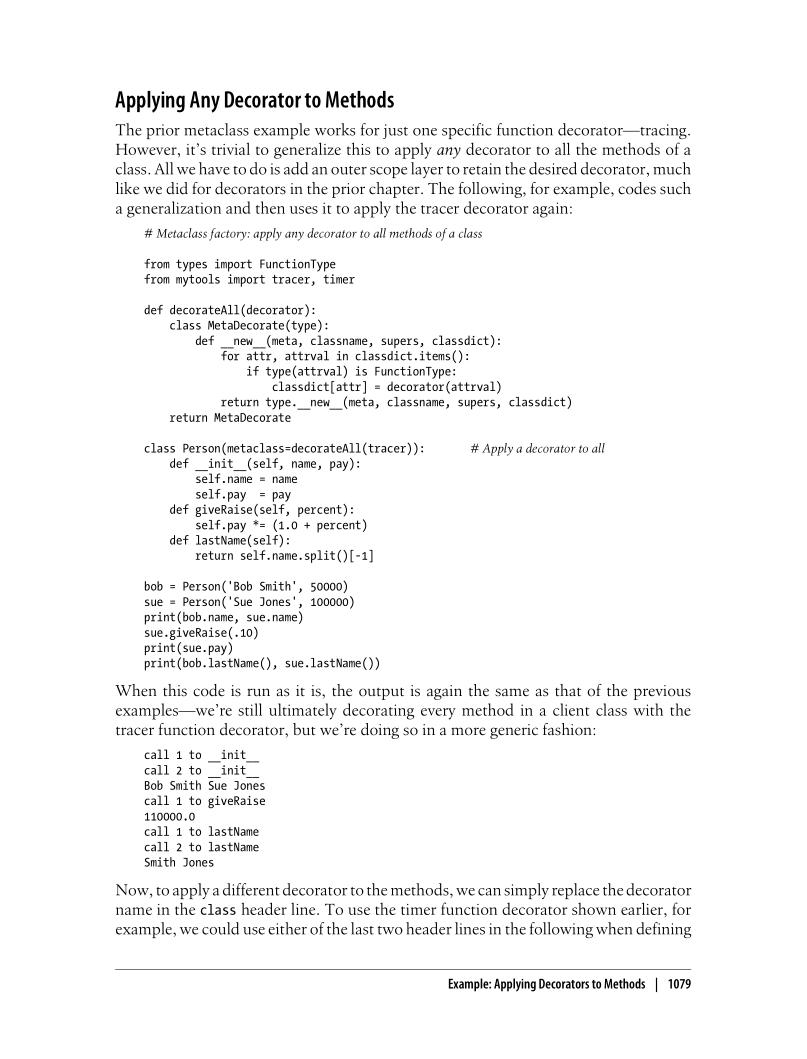 Applying Any Decorator to Methods
The prior metaclass example works for just one specific function decorator—tracing.
However, it’s trivial to generalize this to apply any decorator to all the methods of a
class. All we have to do is add an outer scope layer to retain the desired decorator, much
like we did for decorators in the prior chapter. The following, for example, codes such
a generalization and then uses it to apply the tracer decorator again:
# Metaclass factory: apply any decorator to all methods of a class
from types import FunctionType
from mytools import tracer, timer
def decorateAll(decorator):
    class MetaDecorate(type):
        def __new__(meta, classname, supers, classdict):
            for attr, attrval in classdict.items():
                if type(attrval) is FunctionType:
                    classdict[attr] = decorator(attrval)
            return type.__new__(meta, classname, supers, classdict)
    return MetaDecorate
class Person(metaclass=decorateAll(tracer)):       # Apply a decorator to all
    def __init__(self, name, pay):
        self.name = name
        self.pay  = pay
    def giveRaise(self, percent):
        self.pay *= (1.0 + percent)
    def lastName(self):
        return self.name.split()[-1]
bob = Person('Bob Smith', 50000)
sue = Person('Sue Jones', 100000)
print(bob.name, sue.name)
sue.giveRaise(.10)
print(sue.pay)
print(bob.lastName(), sue.lastName())
When this code is run as it is, the output is again the same as that of the previous
examples—we’re still ultimately decorating every method in a client class with the
tracer function decorator, but we’re doing so in a more generic fashion:
call 1 to __init__
call 2 to __init__
Bob Smith Sue Jones
call 1 to giveRaise
110000.0
call 1 to lastName
call 2 to lastName
Smith Jones
Now, to apply a different decorator to the methods, we can simply replace the decorator
name in the class header line. To use the timer function decorator shown earlier, for
example, we could use either of the last two header lines in the following when defining
Example: Applying Decorators to Methods | 1079